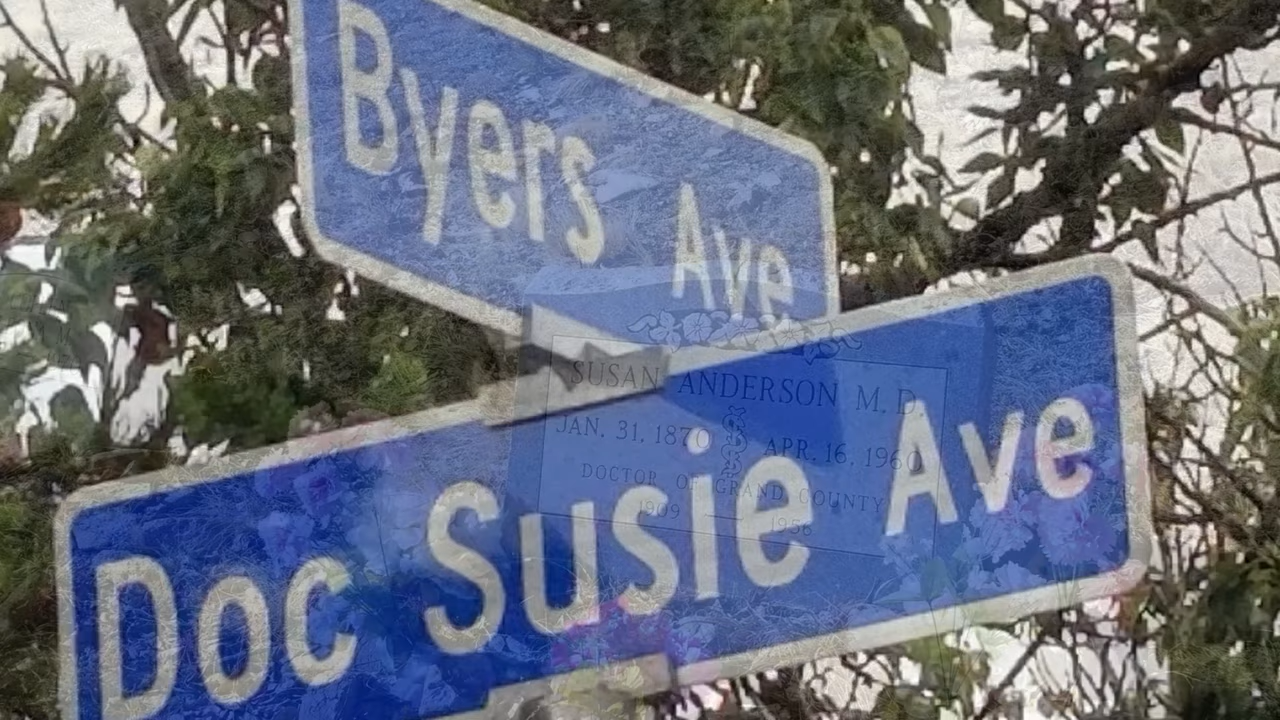 Byers Ave
SUSAN ANDERSON M.D.
JAN. 31, 1870 APR. 16, 1960
DOCTOR OF GRAND COUNTY
1909 1956
Doc Susie Ave